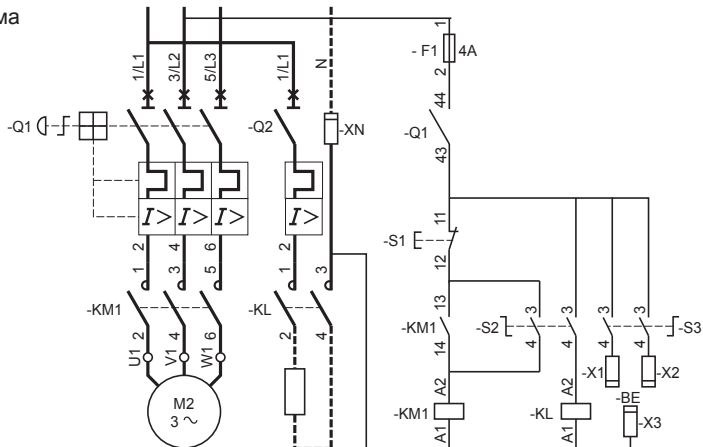 ма
1/L1
3/L2
5/L3
1/L1
N
1
- F1 4A
2
44
-Q1
-Q2
-XN
-Q1
43
I> I> I> I>
11
-S1
12
2 4 6 2
1 3 5 1 3
13
-KM1
-KL
-KM1
-S2
3 3 3 3
-S3
14
4 4 4 4
2 4 6 2 4
U1 V1 W1
-X1
-X2
M2
3 ~
A2 A2
-BE
-KM1
-KL
-X3
A1 A1